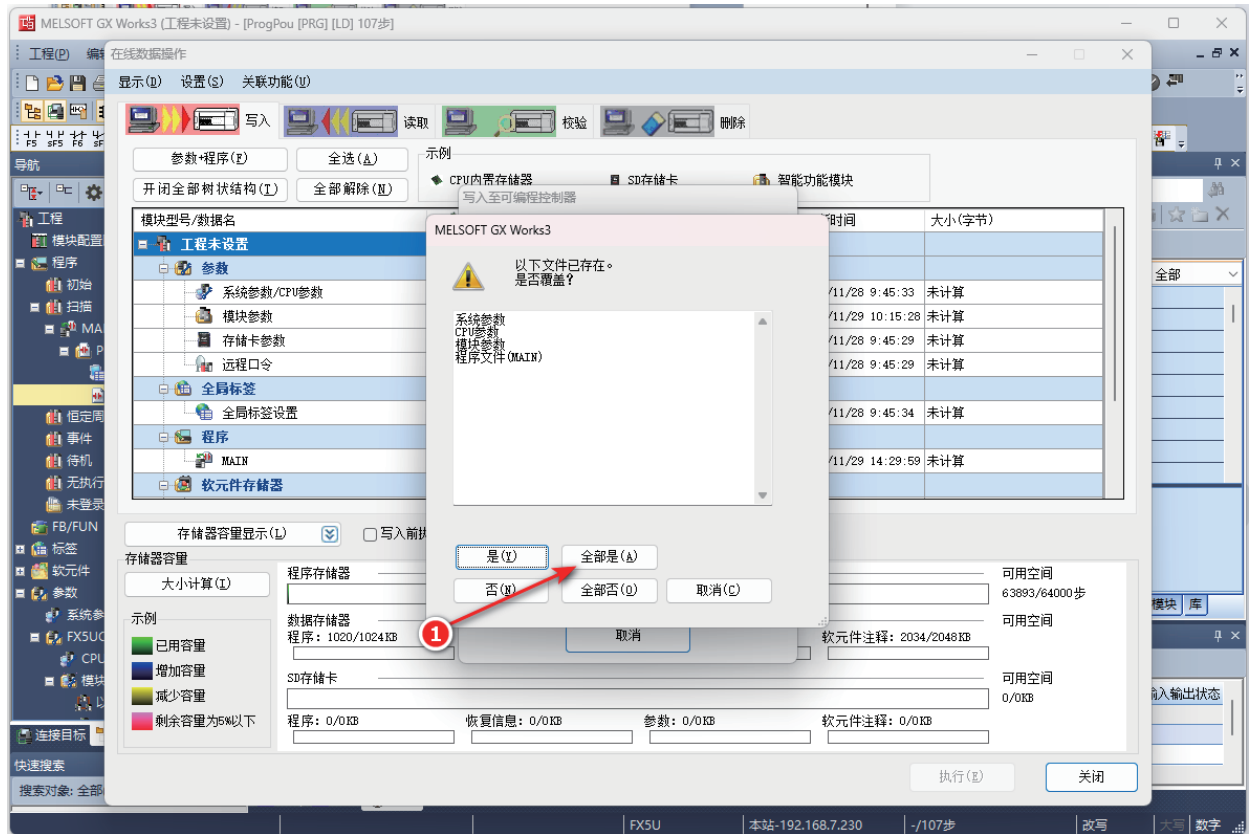 MELSOFT GX Works3 (工程未设置) - [ProgPou [PRG] [LD] 107步]
工程(P) 编辑
在线数据操作
显示(D) 设置(S) 关联功能(U)
写入 读取 校验 删除
F5 sF5 F6
参数+程序(F) 全选(A)
开闭全部树状结构(T) 全部解除(N)
示例
CPU内置存储器 SD存储卡 智能功能模块
导航
工程
模块配置
程序
初始
扫描
MAI
P
恒定周
事件
待机
无执行
未登录
FB/FUN
标签
软元件
参数
系统参
FX5UC
CPU
模块
连接目标
快速搜索
搜索对象: 全部
模块型号/数据名
时间 大小(字节)
工程未设置
参数
系统参数/CPU参数 /11/28 9:45:33 未计算
模块参数 /11/29 10:15:28 未计算
存储卡参数 /11/28 9:45:29 未计算
远程口令 /11/28 9:45:29 未计算
全局标签
全局标签设置 /11/28 9:45:34 未计算
程序
MAIN /11/29 14:29:59 未计算
软元件存储器
写入至可编程控制器
MELSOFT GX Works3
以下文件已存在。
是否覆盖?
系统参数
CPU参数
模块参数
程序文件(MAIN)
是(Y) 全部是(A)
否(N) 全部否(O) 取消(C)
1
取消
存储器容量显示(L) 写入前执
存储器容量
大小计算(I)
示例
已用容量
增加容量
减少容量
剩余容量为5%以下
程序存储器 可用空间
63893/64000步
数据存储器 可用空间
程序: 1020/1024KB 软元件注释: 2034/2048KB
SD存储卡 可用空间
0/0KB
程序: 0/0KB 恢复信息: 0/0KB 参数: 0/0KB 软元件注释: 0/0KB
执行(E) 关闭
全部
模块 库
输入输出状态
FX5U 本站-192.168.7.230 -/107步 改写 大写 数字